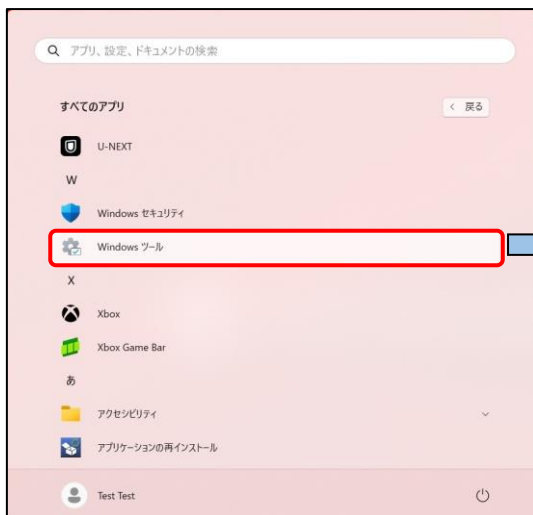 アプリ、設定、ドキュメントの検索
すべてのアプリ
戻る
U-NEXT
W
Windows セキュリティ
Windows ツール
X
Xbox
Xbox Game Bar
あ
アクセシビリティ
アプリケーションの再インストール
Test Test